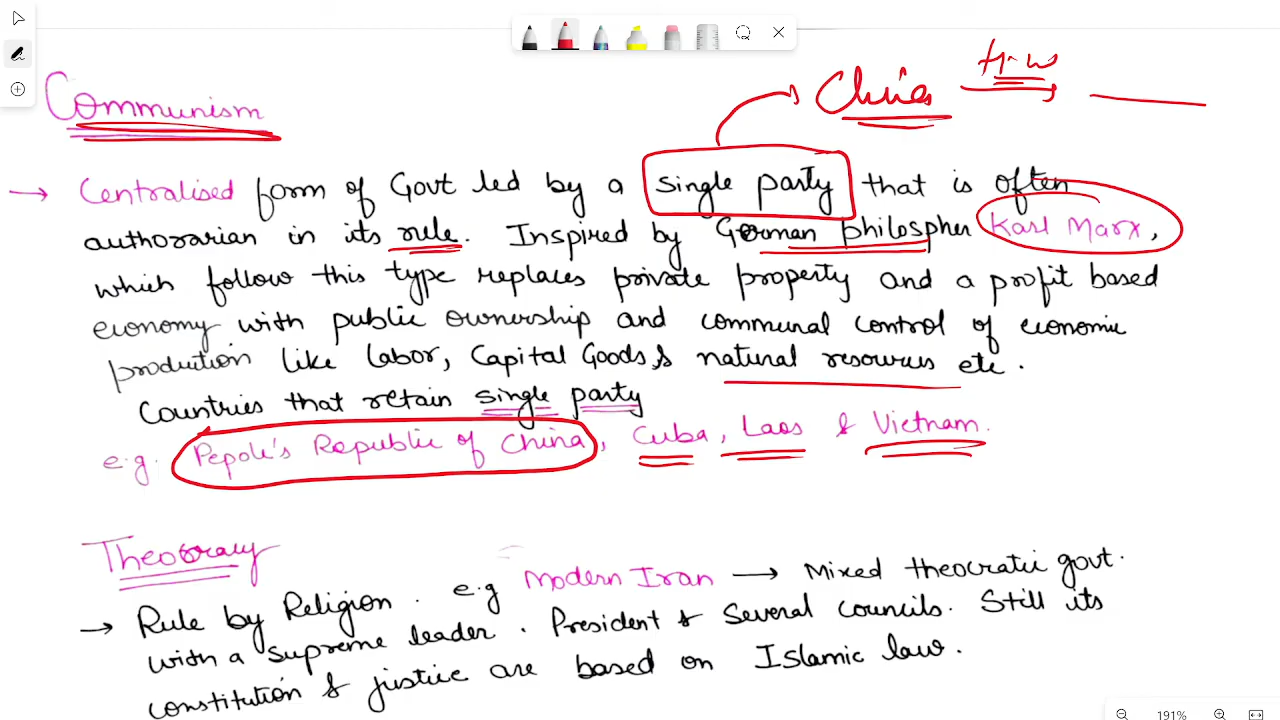 H.W
China
Communism
→ Centralised form of Govt led by a single party that is often
authorarian in its rule. Inspired by German philospher Karl Marx,
which follow this type replaces private property and a profit based
economy with public ownership and communal control of economic
production like labor, Capital Goods & natural resources etc.
Countries that retain single party
e.g. Pepole's Republic of China, Cuba, Laos & Vietnam.
Theocracy
→ Rule by Religion. e.g Modern Iran → Mixed theocratic govt.
with a supreme leader. President & Several councils. Still its
constitution & justice are based on Islamic law.
191%